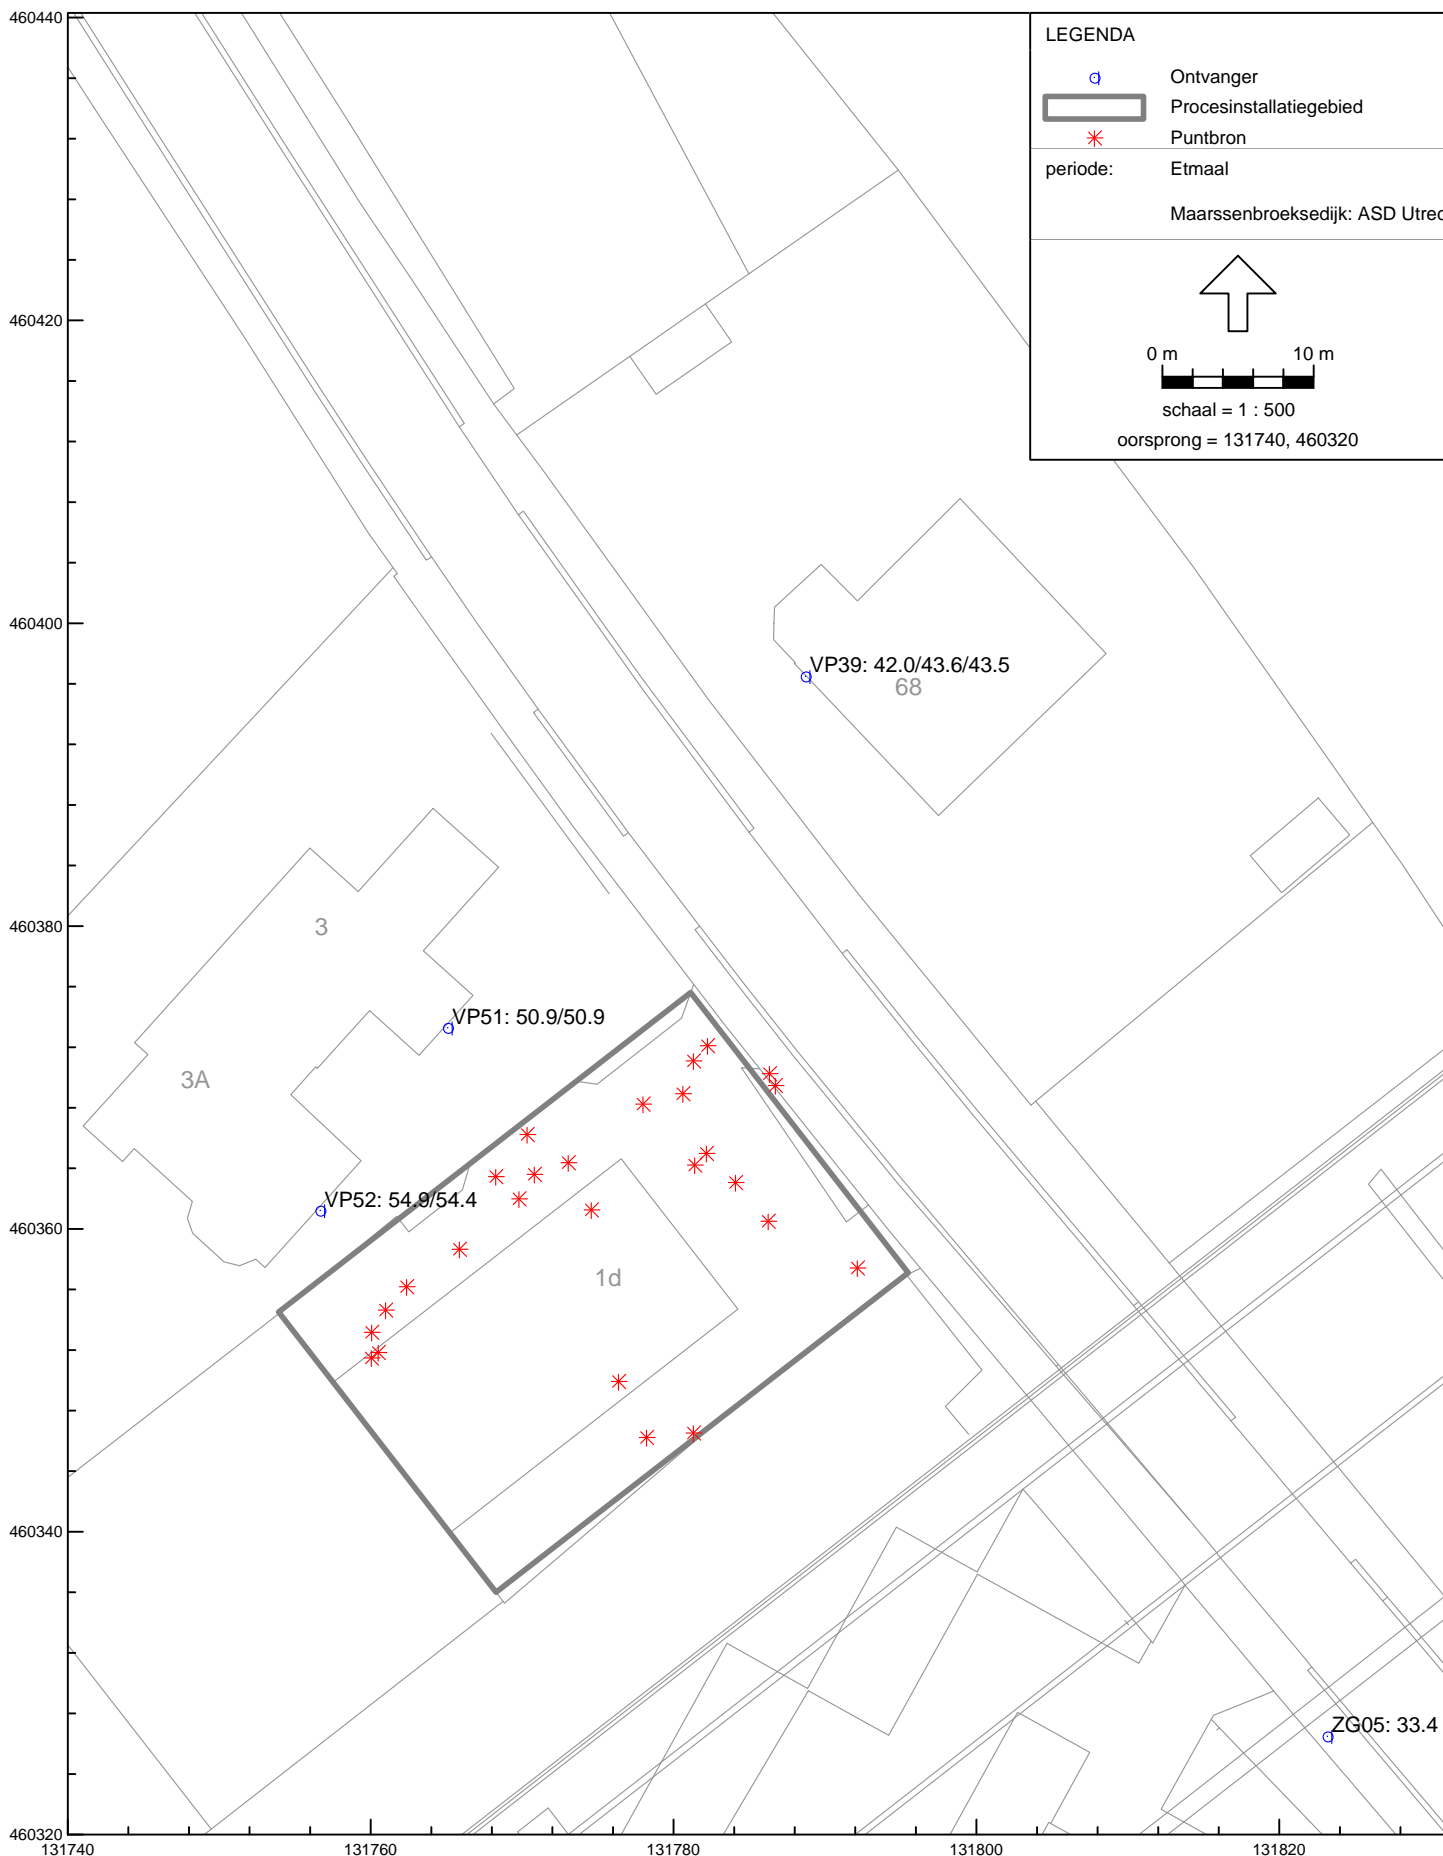 460440
LEGENDA
Ontvanger
Procesinstallatiegebied
Puntbron
periode: Etmaal
Maarssenbroeksedijk: ASD Utrec
0 m 10 m
schaal = 1 : 500
oorsprong = 131740, 460320
460420
460400
VP39: 42.0/43.6/43.5
68
460380
3
VP51: 50.9/50.9
3A
VP52: 54.9/54.4
460360
1d
460340
ZG05: 33.4
460320
131740 131760 131780 131800 131820